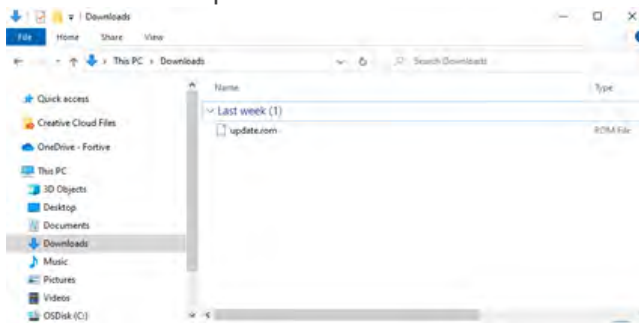 Downloads
File Home Share View
This PC > Downloads
Search Downloads
Name
Type
Quick access
Last week (1)
Creative Cloud Files
update.rom
ROM File
OneDrive - Fortive
This PC
3D Objects
Desktop
Documents
Downloads
Music
Pictures
Videos
OSDisk (C:)